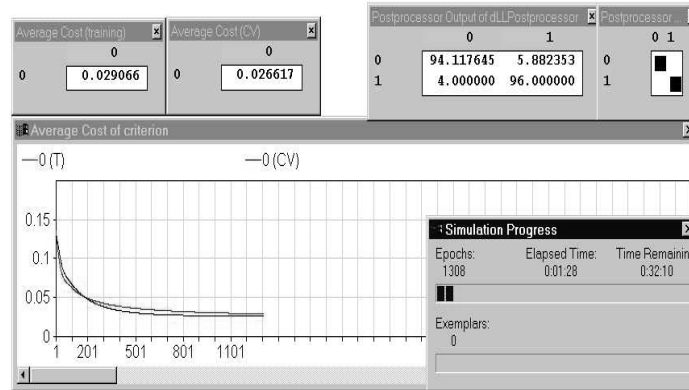 Average Cost (training)
0
0 0.029066
Average Cost (CV)
0
0 0.026617
Postprocessor Output of dLLPostprocessor
0 1
0 94.117645 5.882353
1 4.000000 96.000000
Postprocessor ...
0 1
0
1
Average Cost of criterion
0 (T) 0 (CV)
0.15
0.1
0.05
0
1 201 501 801 1101
Simulation Progress
Epochs: Elapsed Time: Time Remainin
1308 0:01:28 0:32:10
Exemplars:
0